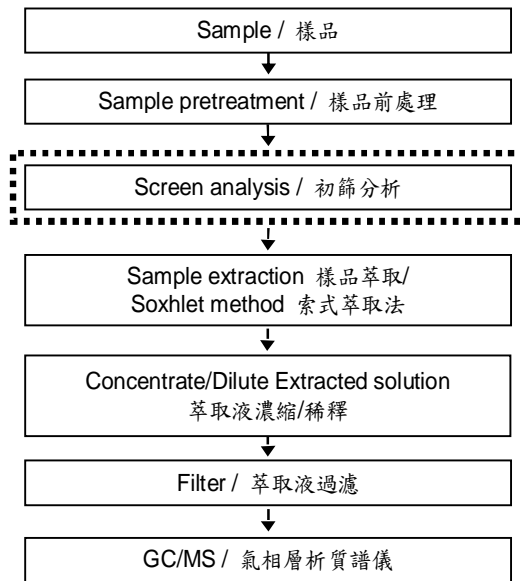 Sample / 樣品
Sample pretreatment / 樣品前處理
Screen analysis / 初篩分析
Sample extraction 樣品萃取/
Soxhlet method 索式萃取法
Concentrate/Dilute Extracted solution
萃取液濃縮/稀釋
Filter / 萃取液過濾
GC/MS / 氣相層析質譜儀